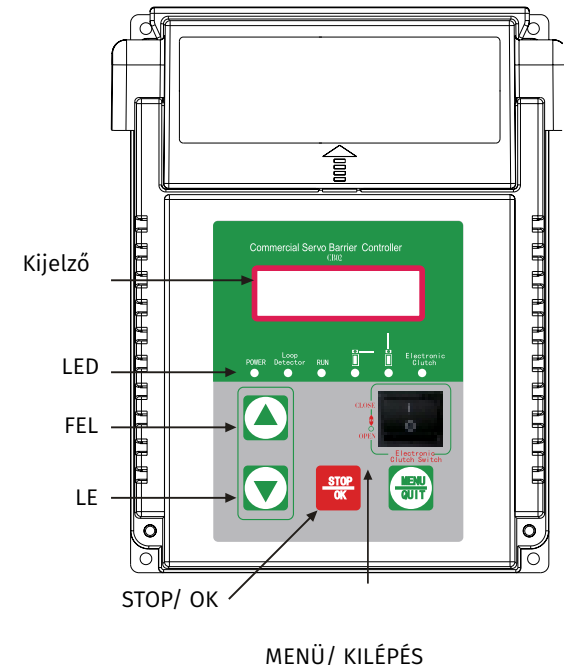 Commercial Servo Barrier Controller
CB02
Kijelző
POWER
Loop
Detector
RUN
Electronic
Clutch
LED
FEL
CLOSE
OPEN
Electronic
Clutch Switch
LE
STOP
OK
MENU
QUIT
STOP/ OK
MENÜ/ KILÉPÉS